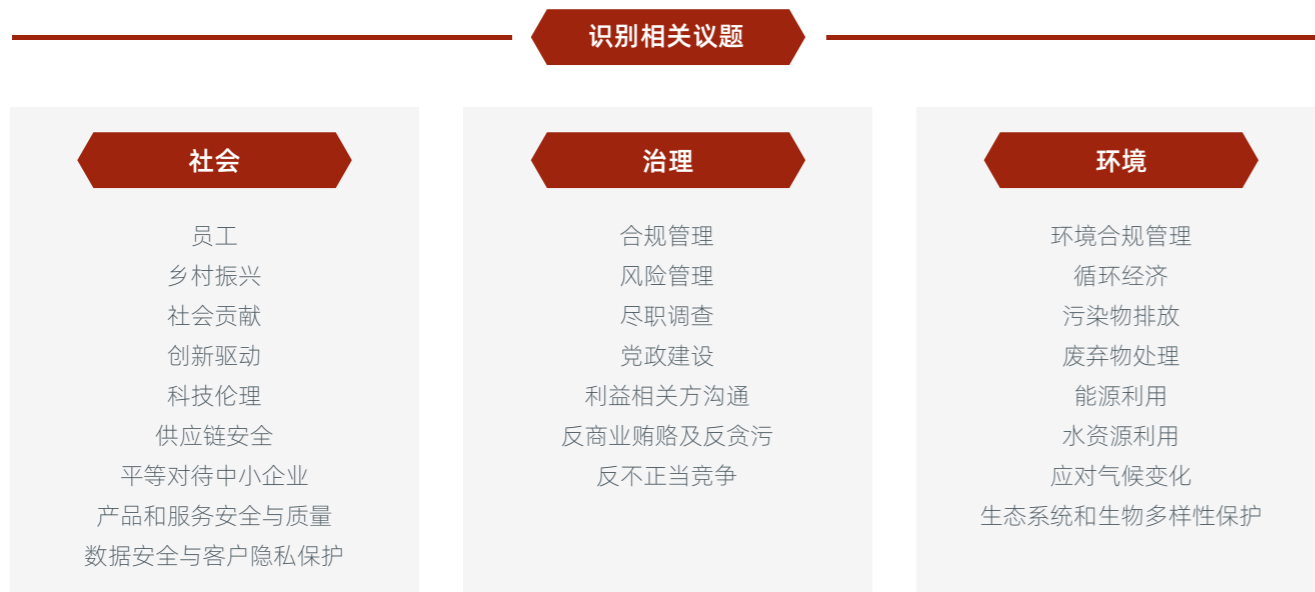 识别相关议题
社会
员工
乡村振兴
社会贡献
创新驱动
科技伦理
供应链安全
平等对待中小企业
产品和服务安全与质量
数据安全与客户隐私保护
治理
合规管理
风险管理
尽职调查
党政建设
利益相关方沟通
反商业贿赂及反贪污
反不正当竞争
环境
环境合规管理
循环经济
污染物排放
废弃物处理
能源利用
水资源利用
应对气候变化
生态系统和生物多样性保护